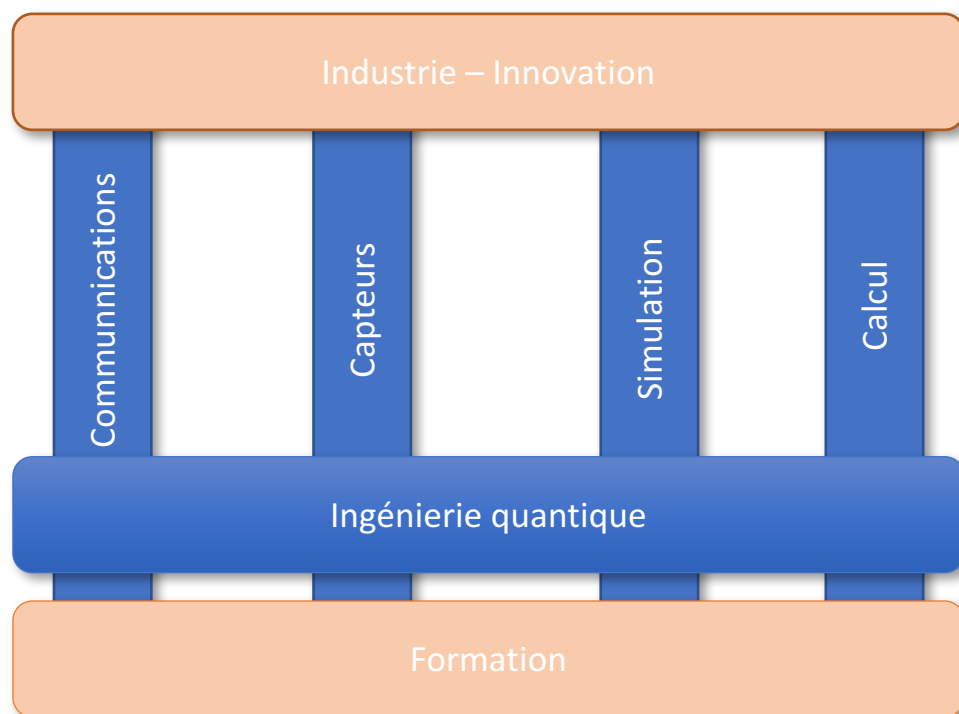 Industrie – Innovation
Communnications
Capteurs
Simulation
Calcul
Ingénierie quantique
Formation